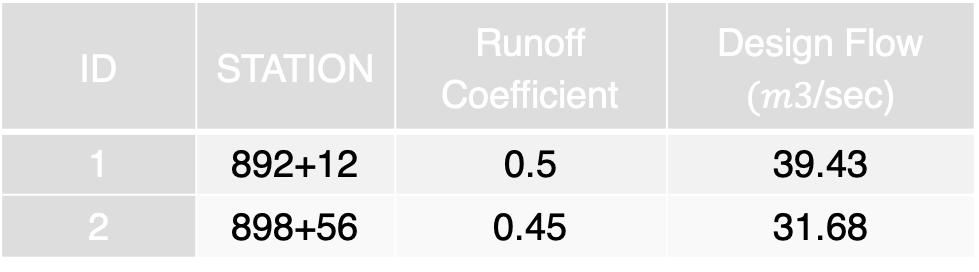 ID STATION Runoff Coefficient Design Flow (m3/sec)
1 892+12 0.5 39.43
2 898+56 0.45 31.68